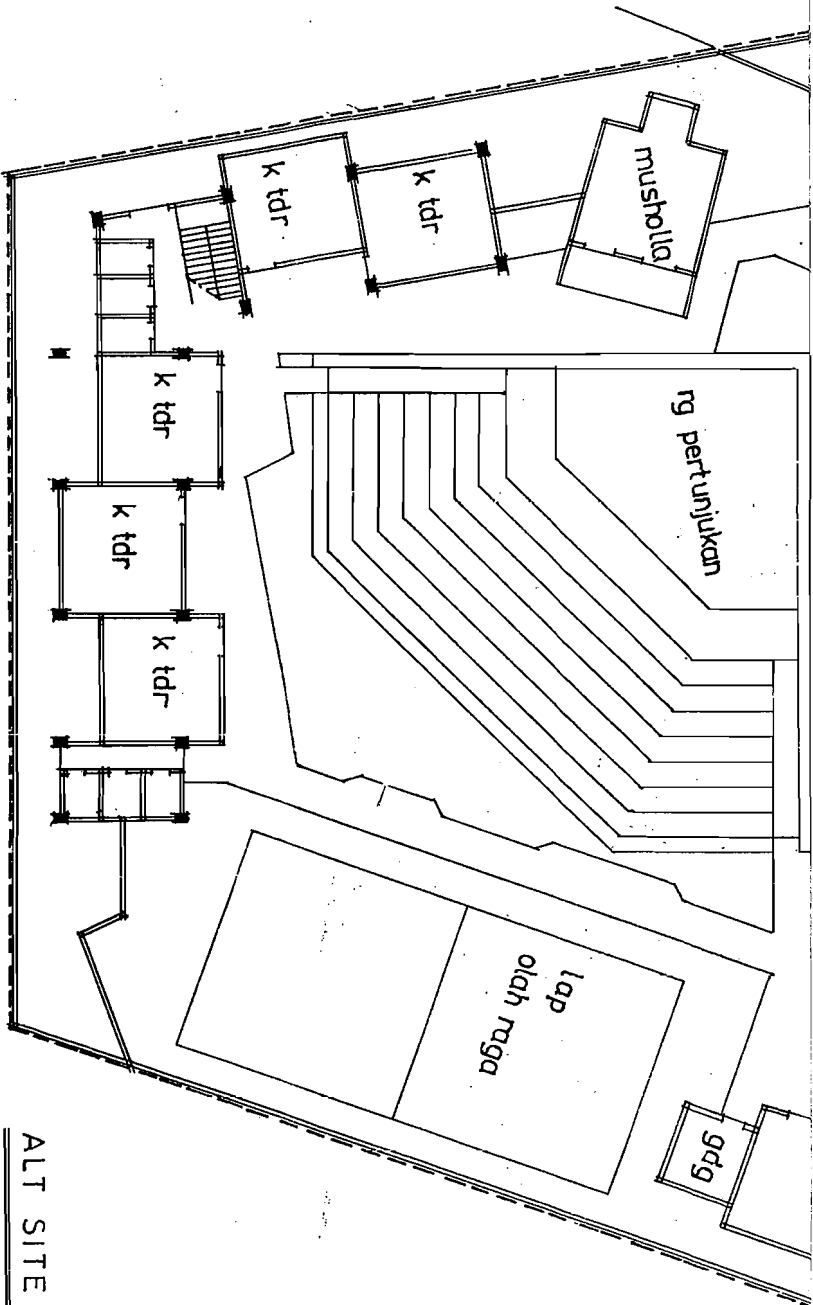 musholla
k tdr
k tdr
rg pertunjukan
k tdr
k tdr
k tdr
lap
olah raga
gdg
ALT SITE